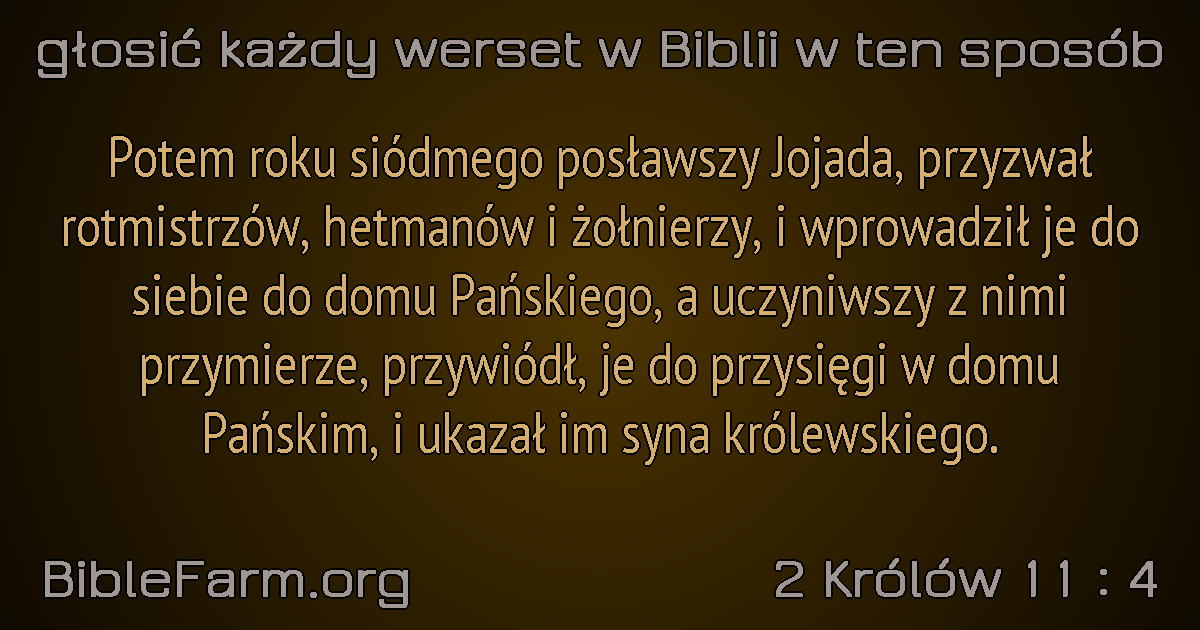 głosić każdy werset w Biblii w ten sposób
Potem roku siódmego posławszy Jojada, przyzwał
rotmistrzów, hetmanów i żołnierzy, i wprowadził je do
siebie do domu Pańskiego, a uczyniwszy z nimi
przymierze, przywiódł, je do przysięgi w domu
Pańskim, i ukazał im syna królewskiego.
BibleFarm.org
2 Królów 11 : 4